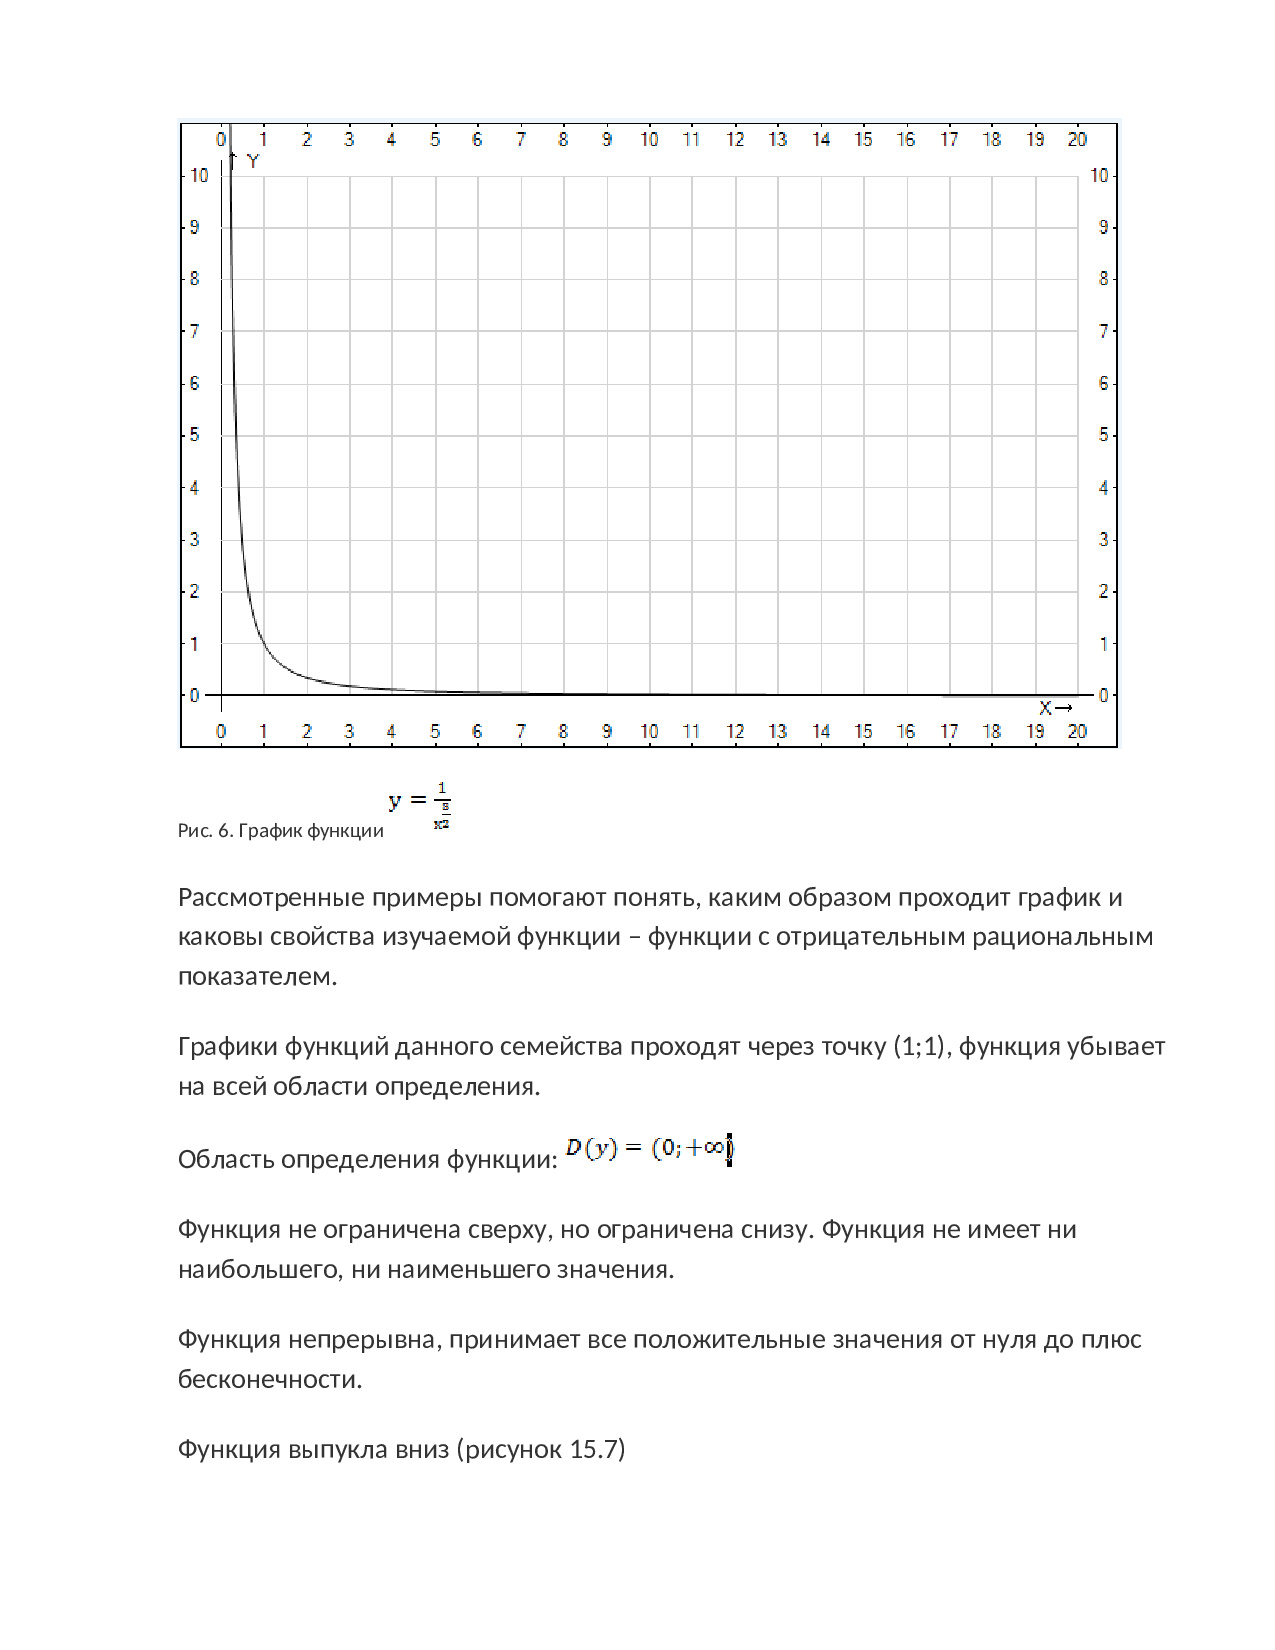 0 1 2 3 4 5 6 7 8 9 10 11 12 13 14 15 16 17 18 19 20
Y
10 10
9 9
8 8
7 7
6 6
5 5
4 4
3 3
2 2
1 1
0 0
X→
0 1 2 3 4 5 6 7 8 9 10 11 12 13 14 15 16 17 18 19 20
Рис. 6. График функции y = 1/x^(3/2)
Рассмотренные примеры помогают понять, каким образом проходит график и
каковы свойства изучаемой функции – функции с отрицательным рациональным
показателем.
Графики функций данного семейства проходят через точку (1;1), функция убывает
на всей области определения.
Область определения функции: D(y) = (0; +∞)
Функция не ограничена сверху, но ограничена снизу. Функция не имеет ни
наибольшего, ни наименьшего значения.
Функция непрерывна, принимает все положительные значения от нуля до плюс
бесконечности.
Функция выпукла вниз (рисунок 15.7)